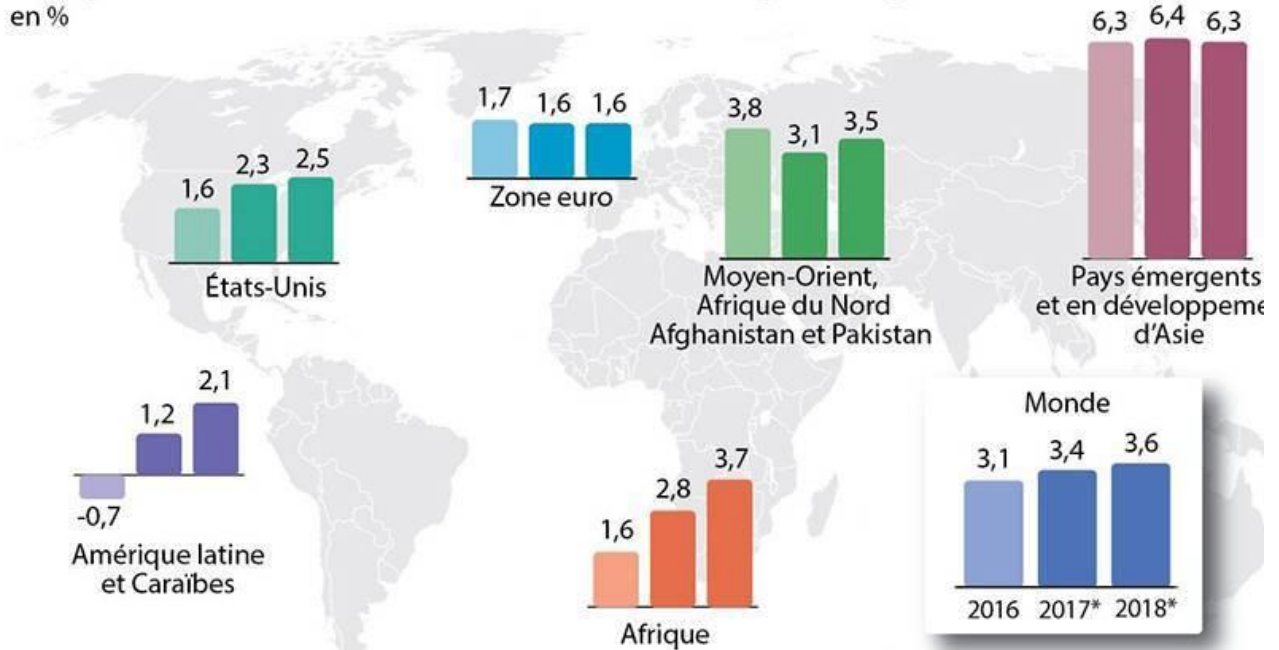 en %
6,3 6,4 6,3
Pays émergents
et en développeme
d'Asie
1,7 1,6 1,6
Zone euro
3,8 3,1 3,5
Moyen-Orient,
Afrique du Nord
Afghanistan et Pakistan
1,6 2,3 2,5
États-Unis
-0,7 1,2 2,1
Amérique latine
et Caraïbes
1,6 2,8 3,7
Afrique
Monde
3,1 3,4 3,6
2016 2017* 2018*